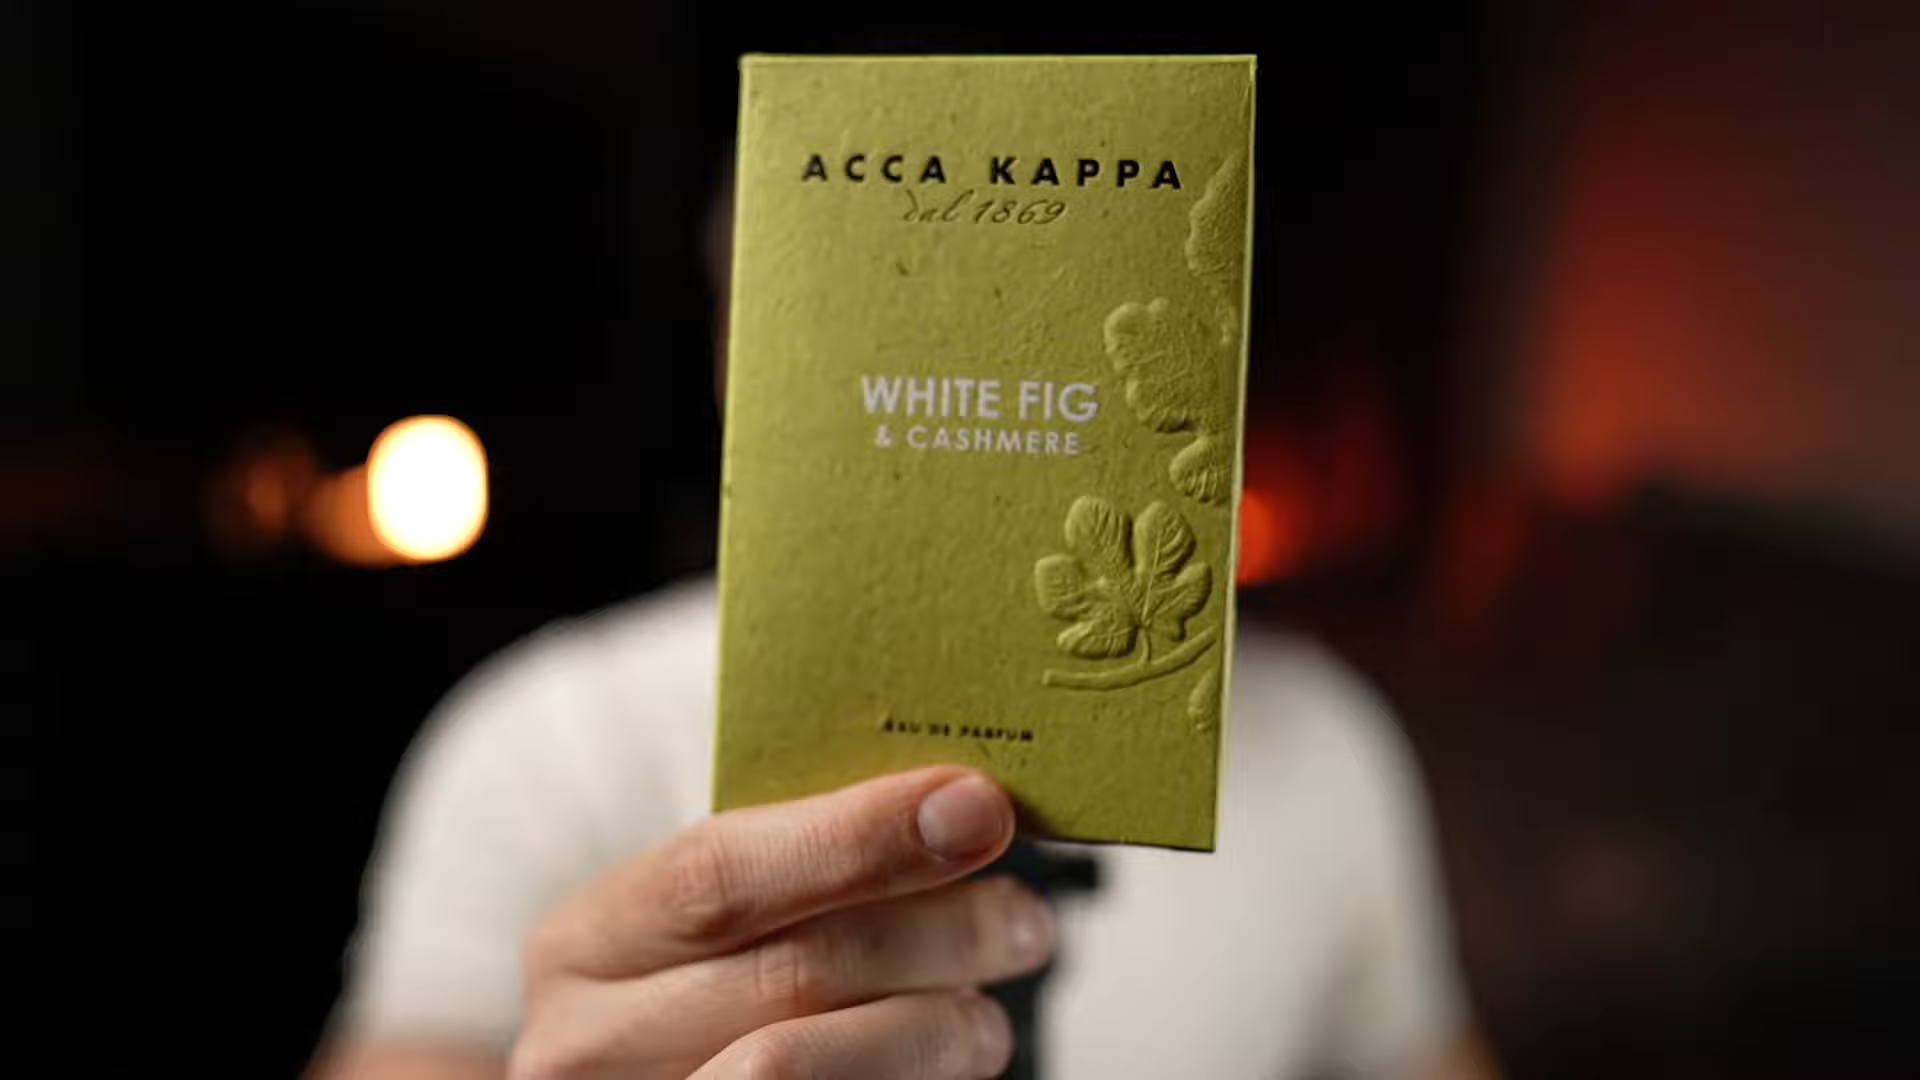 ACCA KAPPA
dal 1869
WHITE FIG
& CASHMERE
EAU DE PARFUM